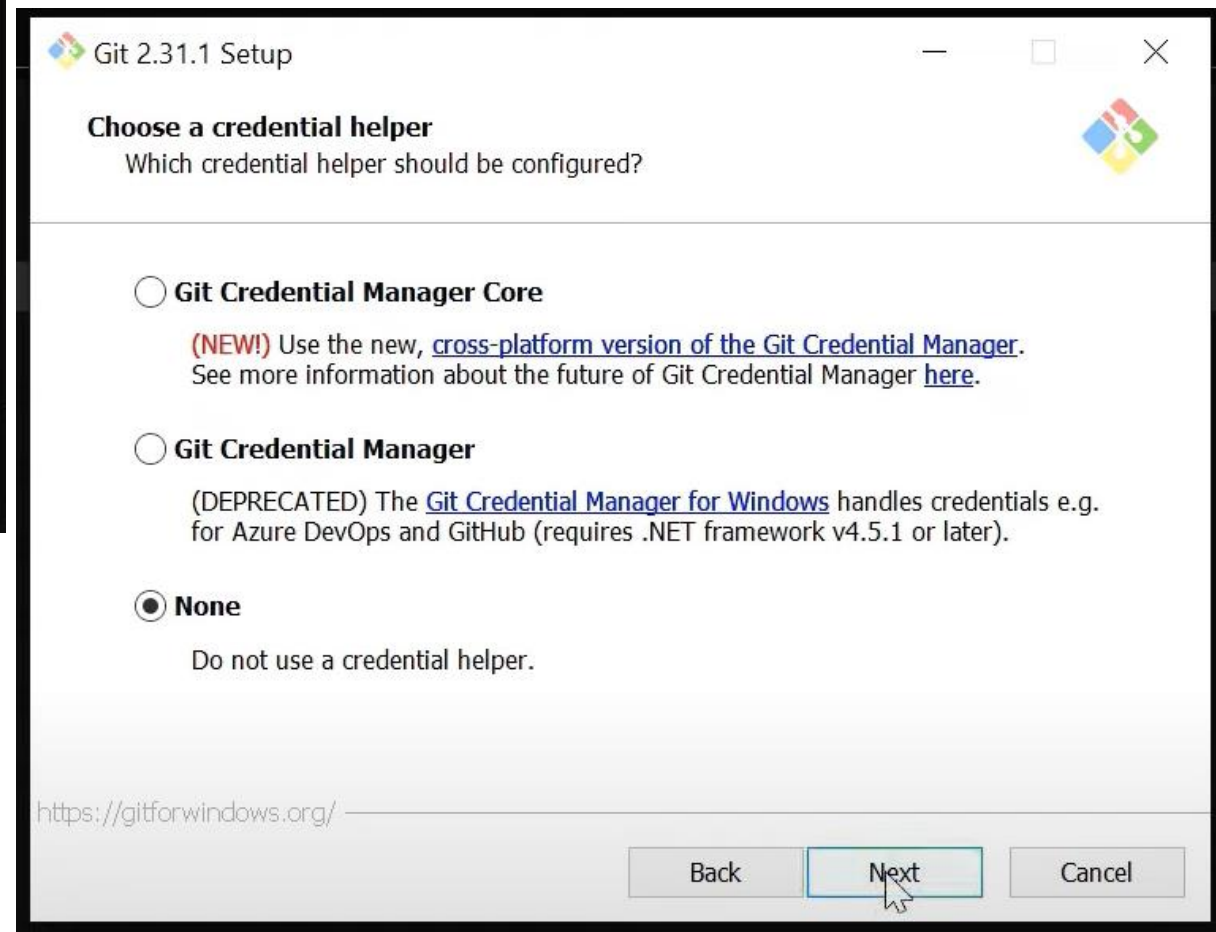 Git 2.31.1 Setup
Choose a credential helper
Which credential helper should be configured?
Git Credential Manager Core
(NEW!) Use the new, cross-platform version of the Git Credential Manager.
See more information about the future of Git Credential Manager here.
Git Credential Manager
(DEPRECATED) The Git Credential Manager for Windows handles credentials e.g.
for Azure DevOps and GitHub (requires .NET framework v4.5.1 or later).
None
Do not use a credential helper.
https://gitforwindows.org/
Back Next Cancel